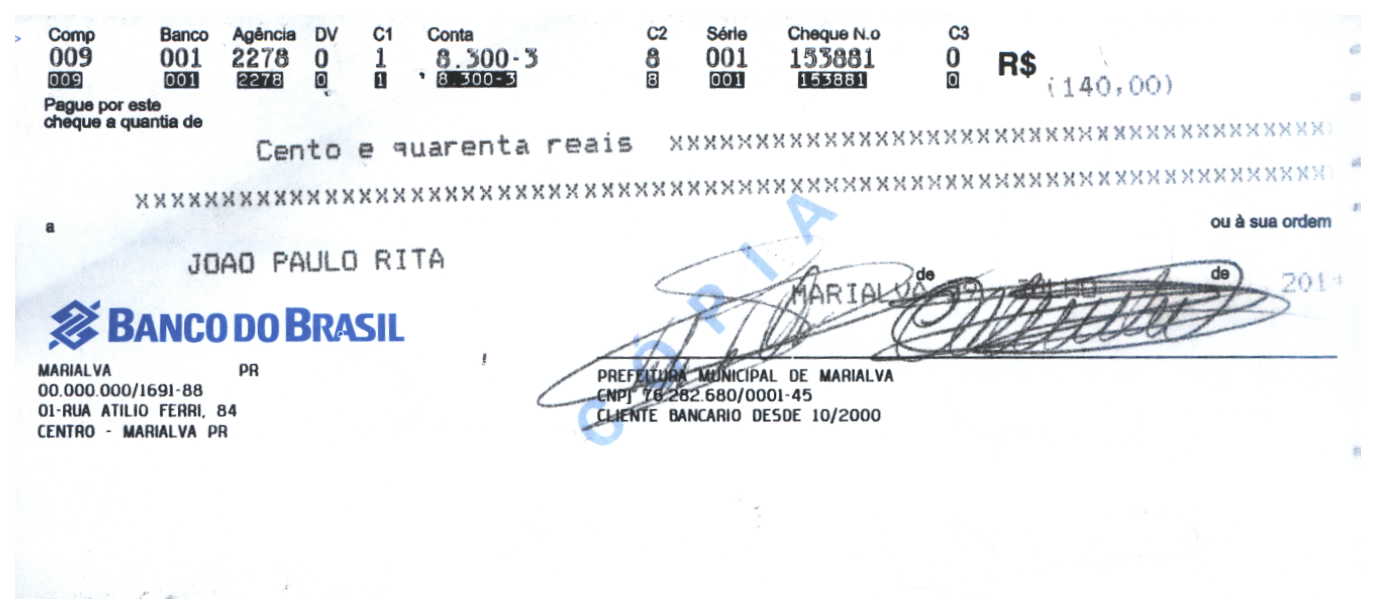 Comp Banco Agência DV C1 Conta C2 Série Cheque N.o C3
009 001 2278 0 1 8.300-3 8 001 153881 0 R$
009 001 2278 0 1 8.300-3 8 001 153881 0
(140,00)
Pague por este
cheque a quantia de
Cento e quarenta reais xxxxxxxxxxxxxxxxxxxxxxxxxxxxxxxxxxxxxxx
xxxxxxxxxxxxxxxxxxxxxxxxxxxxxxxxxxxxxxxxxxxxxxxxxxxxxxxxxxxxxxxxxxxxxx
a ou à sua ordem
JOAO PAULO RITA
MARIALVA de de
CÓPIA
BANCO DO BRASIL
MARIALVA PR
00.000.000/1691-88
01-RUA ATILIO FERRI, 84
CENTRO - MARIALVA PR
PREFEITURA MUNICIPAL DE MARIALVA
CNPJ 76.282.680/0001-45
CLIENTE BANCARIO DESDE 10/2000